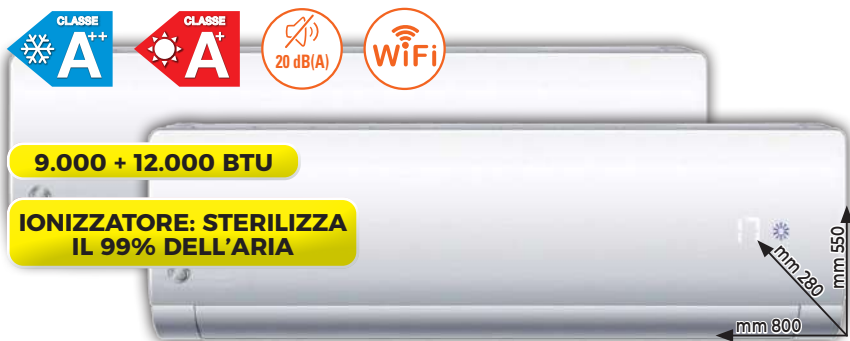 CLASSE
A++
CLASSE
A+
20 dB(A)
WiFi
9.000 + 12.000 BTU
IONIZZATORE: STERILIZZA
IL 99% DELL’ARIA
17
mm 550
mm 280
mm 800